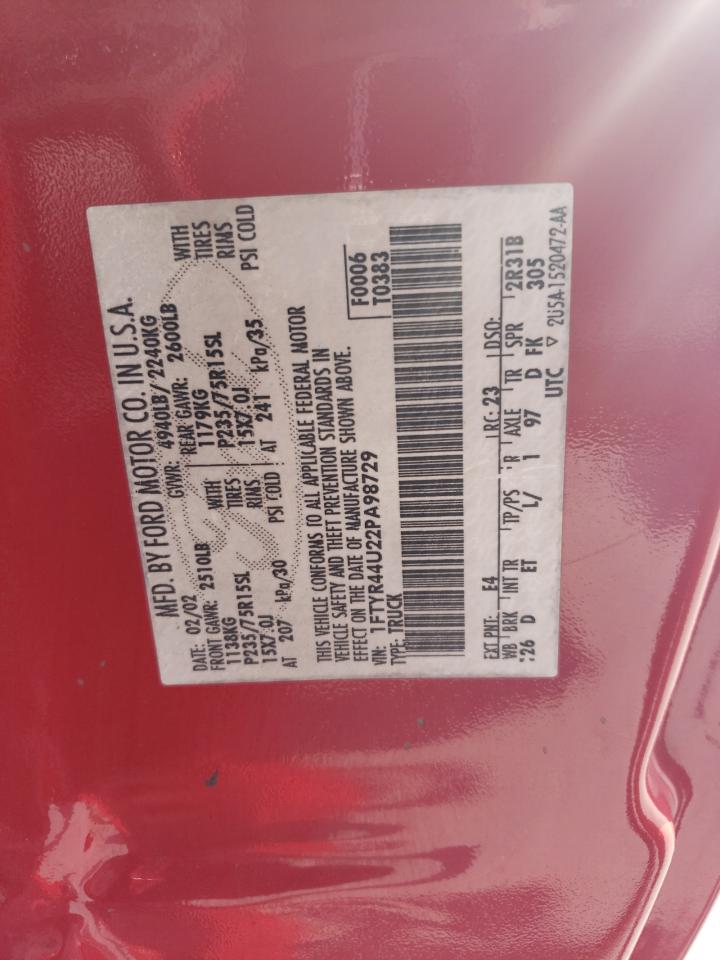 MFD. BY FORD MOTOR CO. IN U.S.A.
DATE: 02/02 GVWR: 4940LB/2240KG
FRONT GAWR: 2510LB REAR GAWR: 2600LB
1138KG WITH 1179KG WITH
P235/75R15SL TIRES P235/75R15SL TIRES
15X7.0J RIMS 15X7.0J RIMS
AT 207 kPa/30 PSI COLD AT 241 kPa/35 PSI COLD
THIS VEHICLE CONFORMS TO ALL APPLICABLE FEDERAL MOTOR
VEHICLE SAFETY AND THEFT PREVENTION STANDARDS IN
EFFECT ON THE DATE OF MANUFACTURE SHOWN ABOVE.
VIN: 1FTYR44U22PA98729
TYPE: TRUCK
F0006
T0383
EXT PNT: E4 RC: 23 DSO:
WB BRK INT TR TP/PS R AXLE TR SPR 2R31B
26 D ET L/ 1 97 D FK 305
UTC ▽ 2U5A-1520472-AA